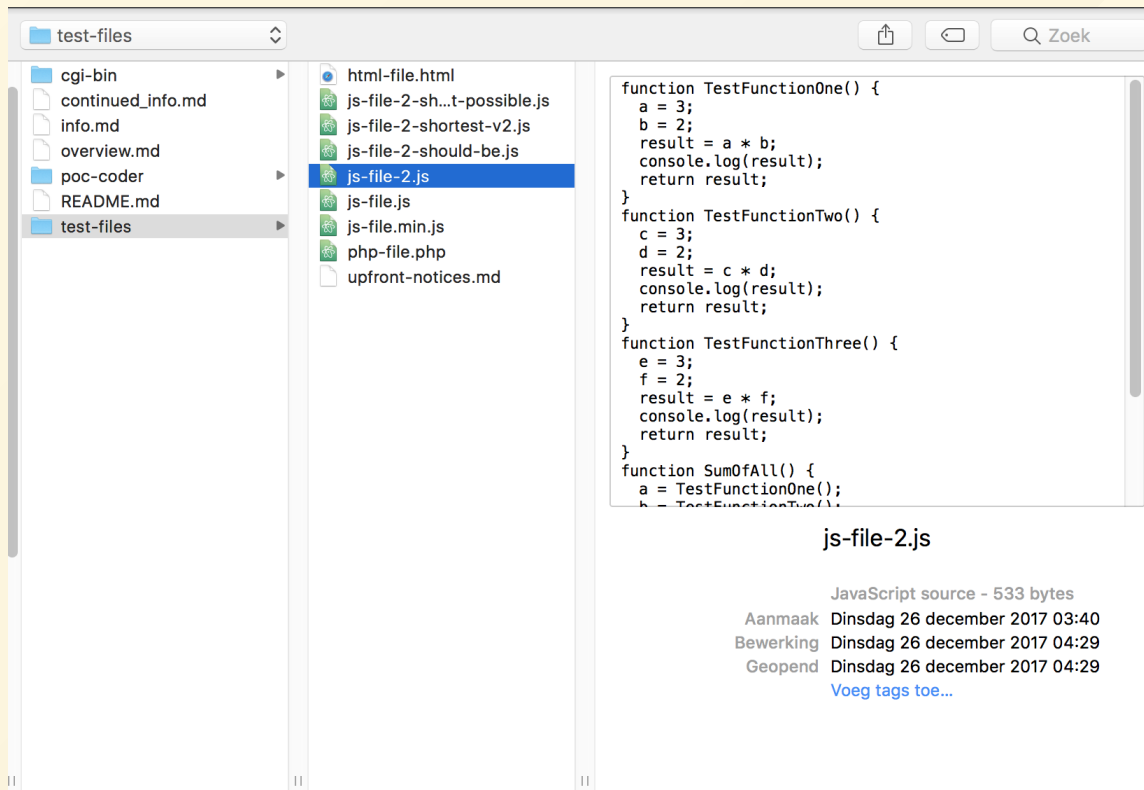 test-files
Zoek
cgi-bin
continued_info.md
info.md
overview.md
poc-coder
README.md
test-files
html-file.html
js-file-2-sh...t-possible.js
js-file-2-shortest-v2.js
js-file-2-should-be.js
js-file-2.js
js-file.js
js-file.min.js
php-file.php
upfront-notices.md
function TestFunctionOne() {
  a = 3;
  b = 2;
  result = a * b;
  console.log(result);
  return result;
}
function TestFunctionTwo() {
  c = 3;
  d = 2;
  result = c * d;
  console.log(result);
  return result;
}
function TestFunctionThree() {
  e = 3;
  f = 2;
  result = e * f;
  console.log(result);
  return result;
}
function SumOfAll() {
  a = TestFunctionOne();
  b = TestFunctionTwo();
js-file-2.js
JavaScript source - 533 bytes
Aanmaak Dinsdag 26 december 2017 03:40
Bewerking Dinsdag 26 december 2017 04:29
Geopend Dinsdag 26 december 2017 04:29
Voeg tags toe...